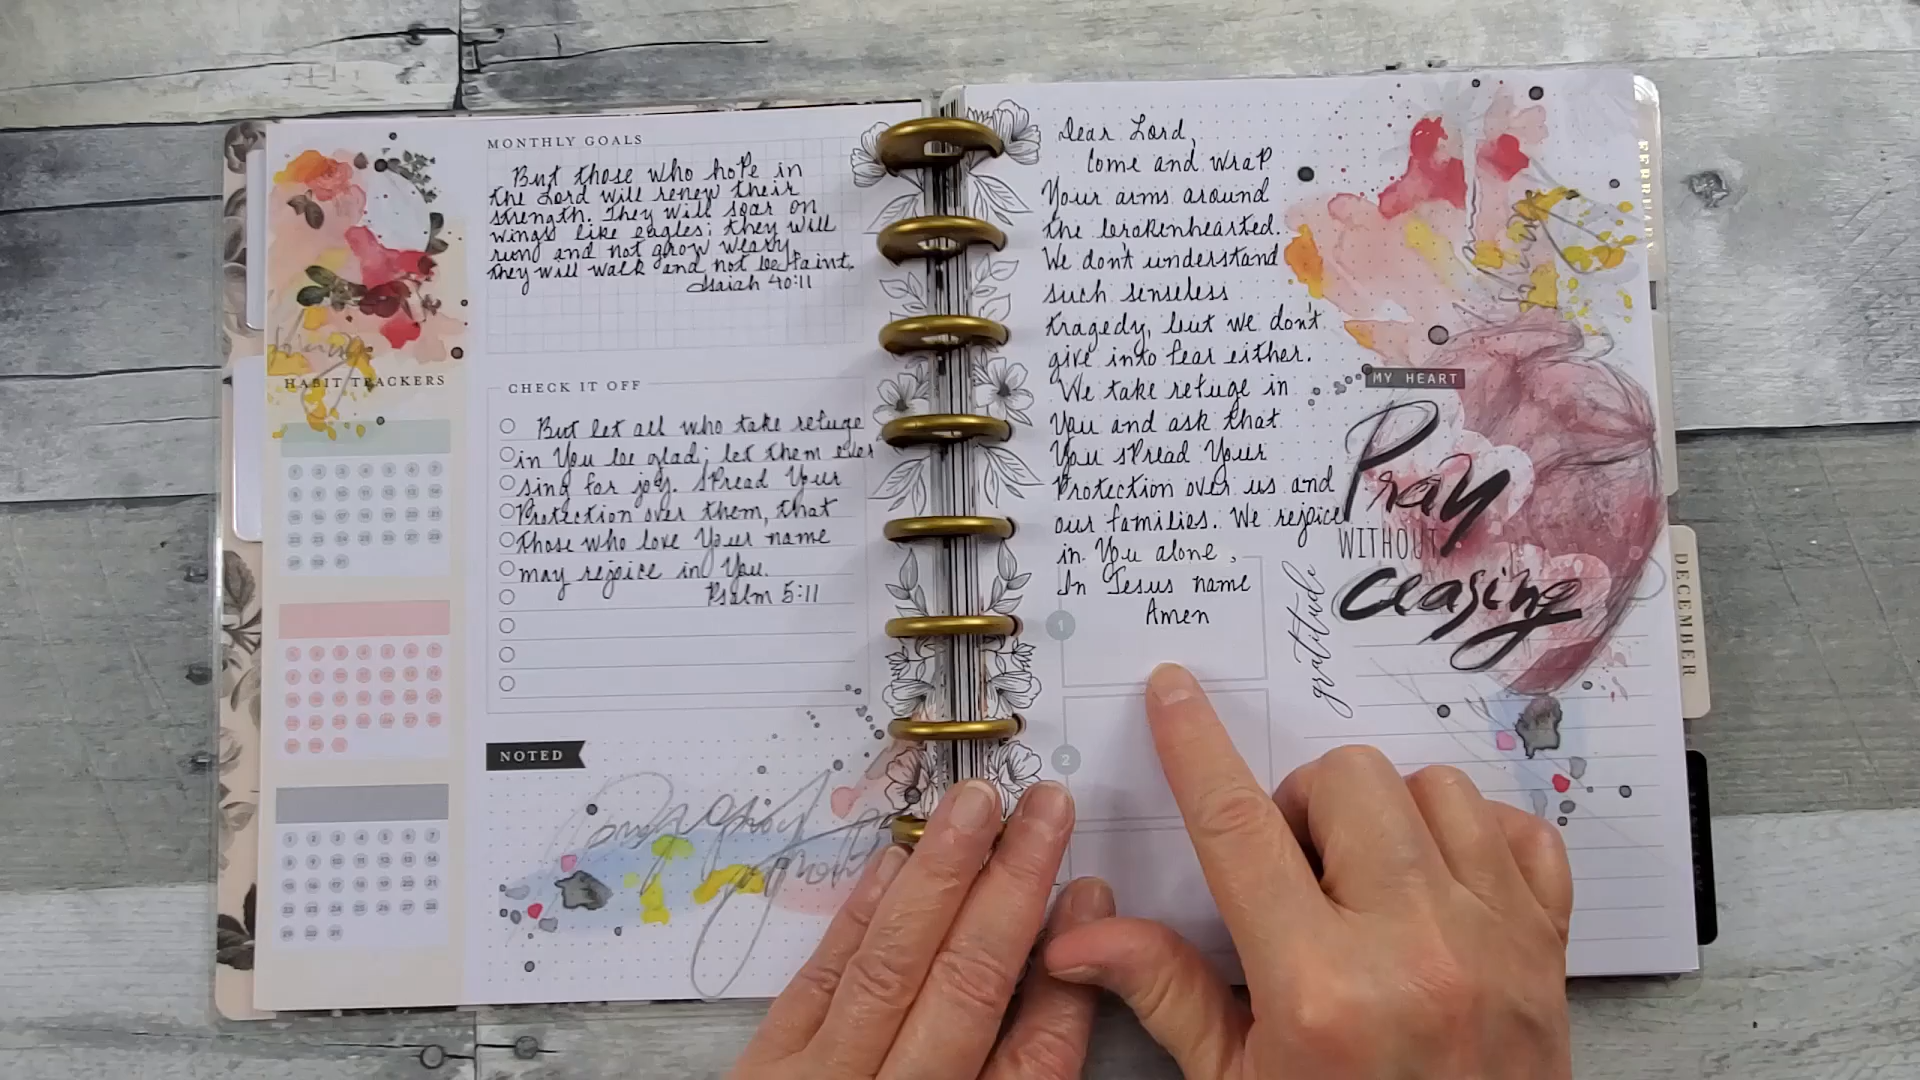 MONTHLY GOALS
But those who hope in
the Lord will renew their
strength. They will soar on
wings like eagles; they will
run and not grow weary,
they will walk and not be faint.
Isaiah 40:11
HABIT TRACKERS
CHECK IT OFF
But let all who take refuge
in You be glad; let them ever
sing for joy. Spread Your
Protection over them, that
those who love Your name
may rejoice in You.
Psalm 5:11
NOTED
Dear Lord,
Come and wrap
Your arms around
the brokenhearted.
We don't understand
such senseless
tragedy, but we don't
give into fear either.
We take refuge in
You and ask that
You spread Your
Protection over us and
our families. We rejoice
in You alone,
In Jesus name
Amen
1
2
MY HEART
Pray
WITHOUT
ceasing
gratitude
FEBRUARY
DECEMBER